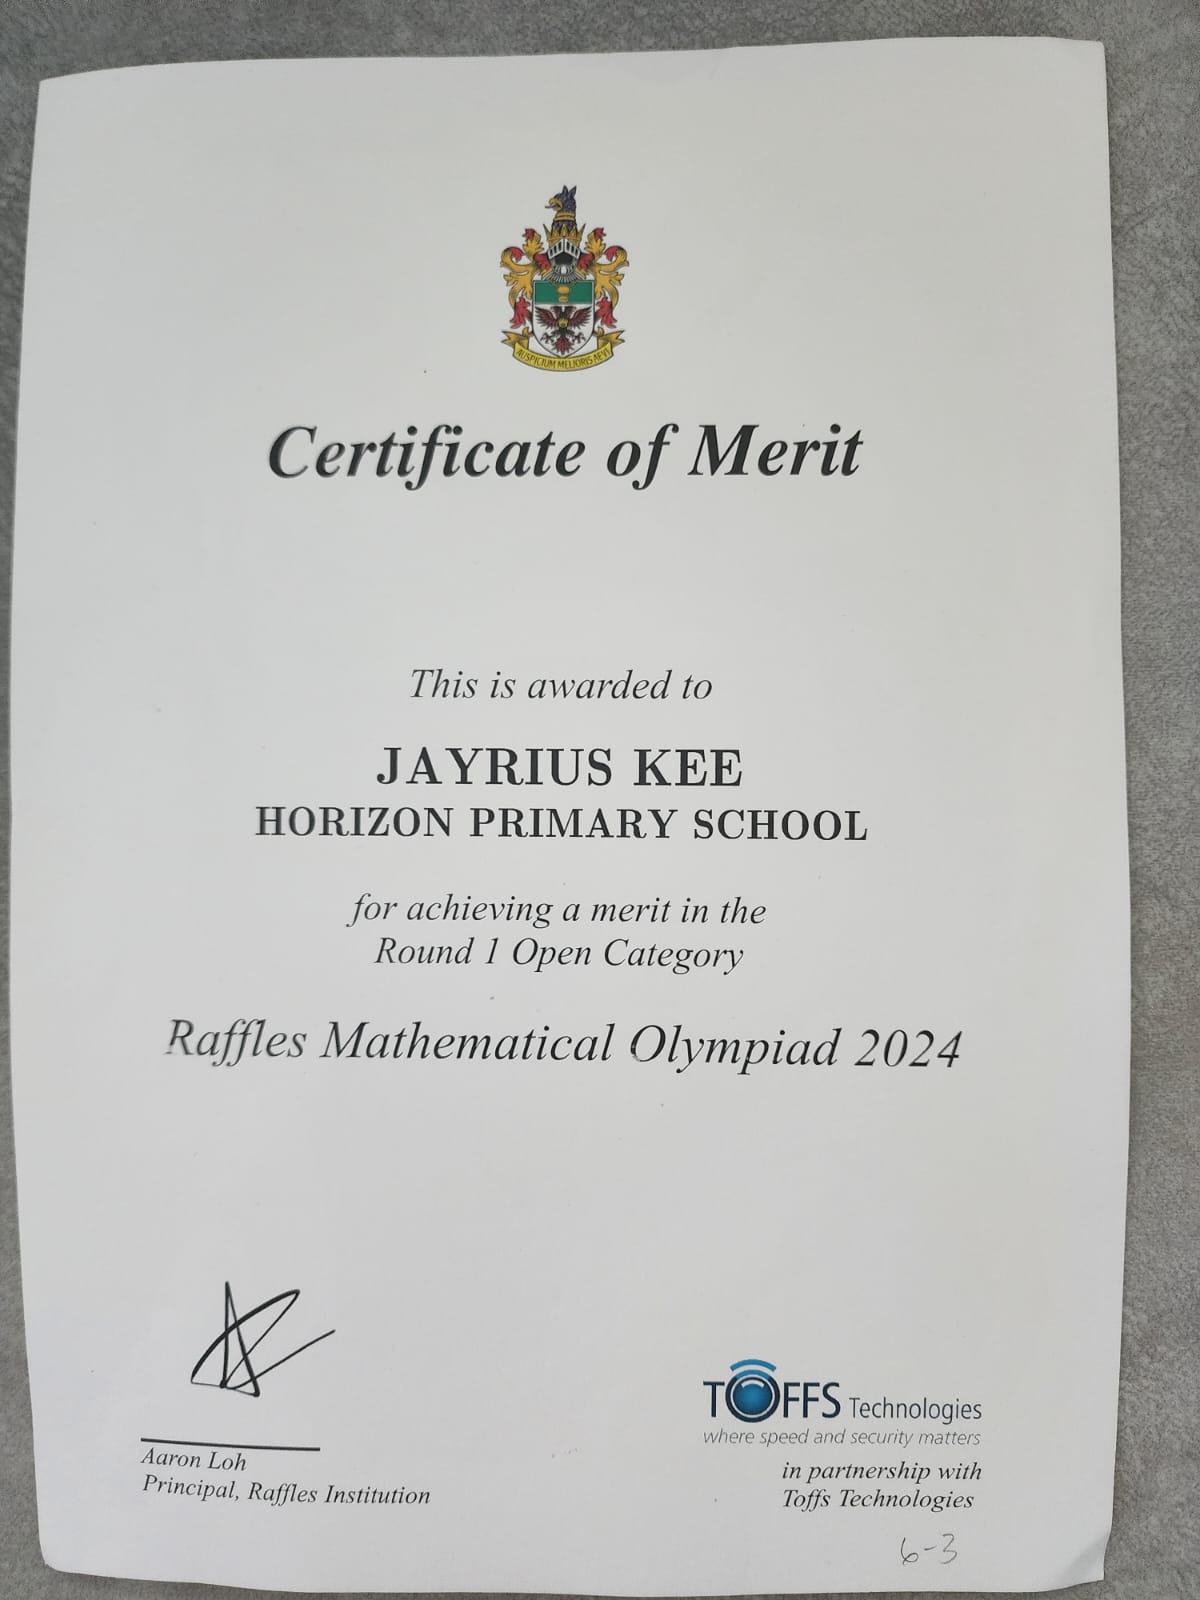 AUSPICIUM MELIORIS AEVI
Certificate of Merit
This is awarded to
JAYRIUS KEE
HORIZON PRIMARY SCHOOL
for achieving a merit in the
Round 1 Open Category
Raffles Mathematical Olympiad 2024
Aaron Loh
Principal, Raffles Institution
TOFFS Technologies
where speed and security matters
in partnership with
Toffs Technologies
6-3